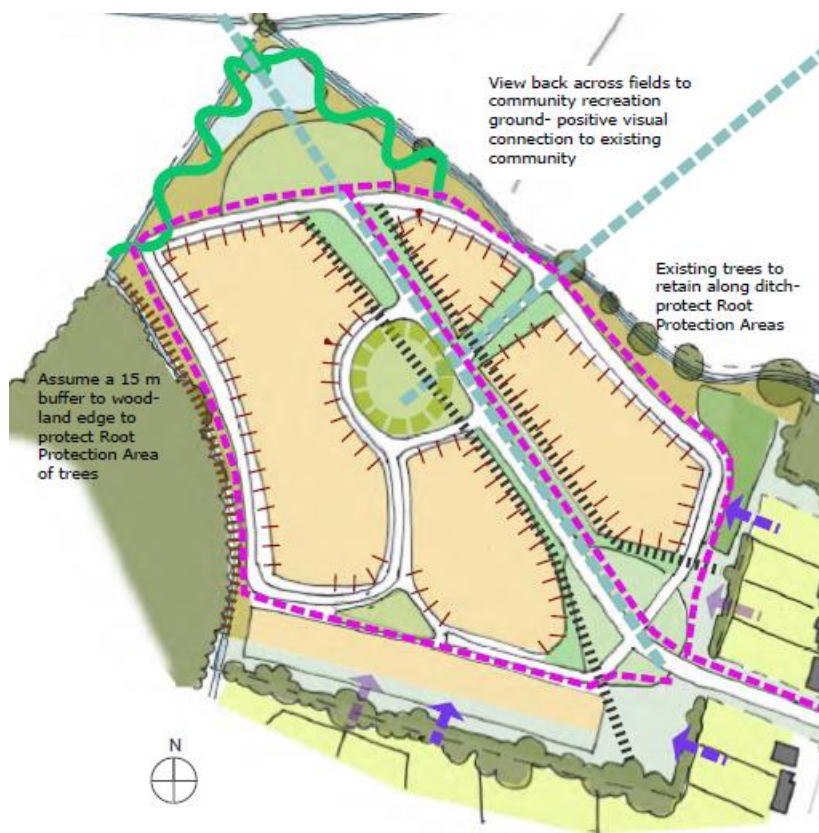 View back across fields to
community recreation
ground- positive visual
connection to existing
community
Existing trees to
retain along ditch-
protect Root
Protection Areas
Assume a 15 m
buffer to wood-
land edge to
protect Root
Protection Area
of trees
N